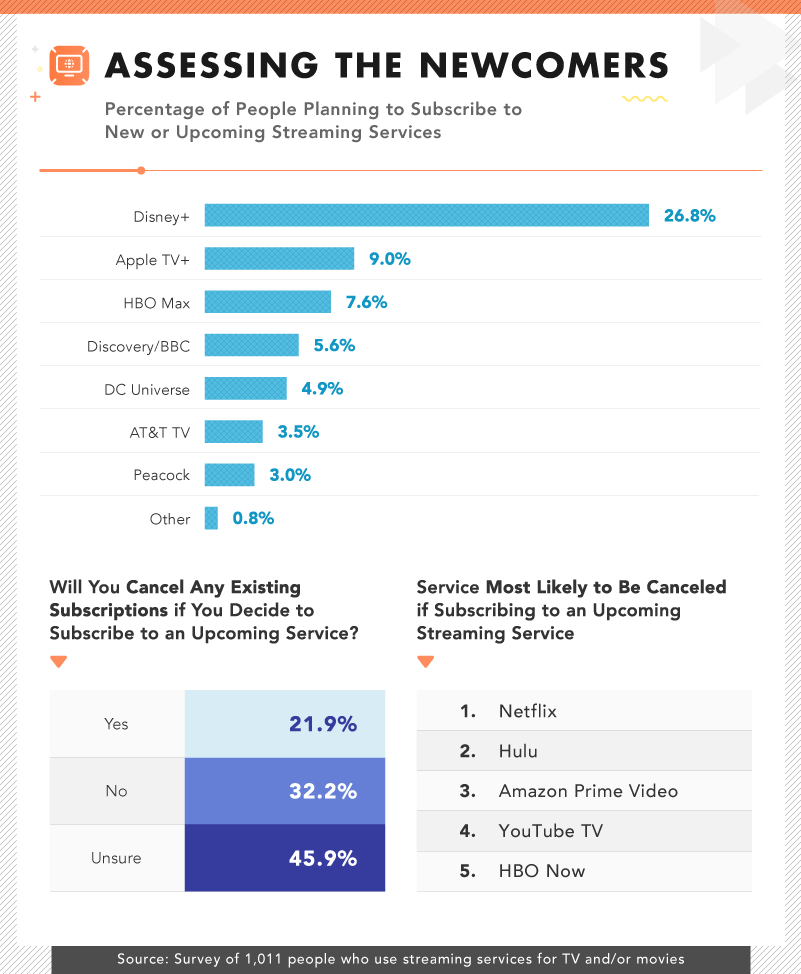 ASSESSING THE NEWCOMERS
Percentage of People Planning to Subscribe to
New or Upcoming Streaming Services
Disney+ 26.8%
Apple TV+ 9.0%
HBO Max 7.6%
Discovery/BBC 5.6%
DC Universe 4.9%
AT&T TV 3.5%
Peacock 3.0%
Other 0.8%
Will You Cancel Any Existing
Subscriptions if You Decide to
Subscribe to an Upcoming Service?
Yes 21.9%
No 32.2%
Unsure 45.9%
Service Most Likely to Be Canceled
if Subscribing to an Upcoming
Streaming Service
1. Netflix
2. Hulu
3. Amazon Prime Video
4. YouTube TV
5. HBO Now
Source: Survey of 1,011 people who use streaming services for TV and/or movies